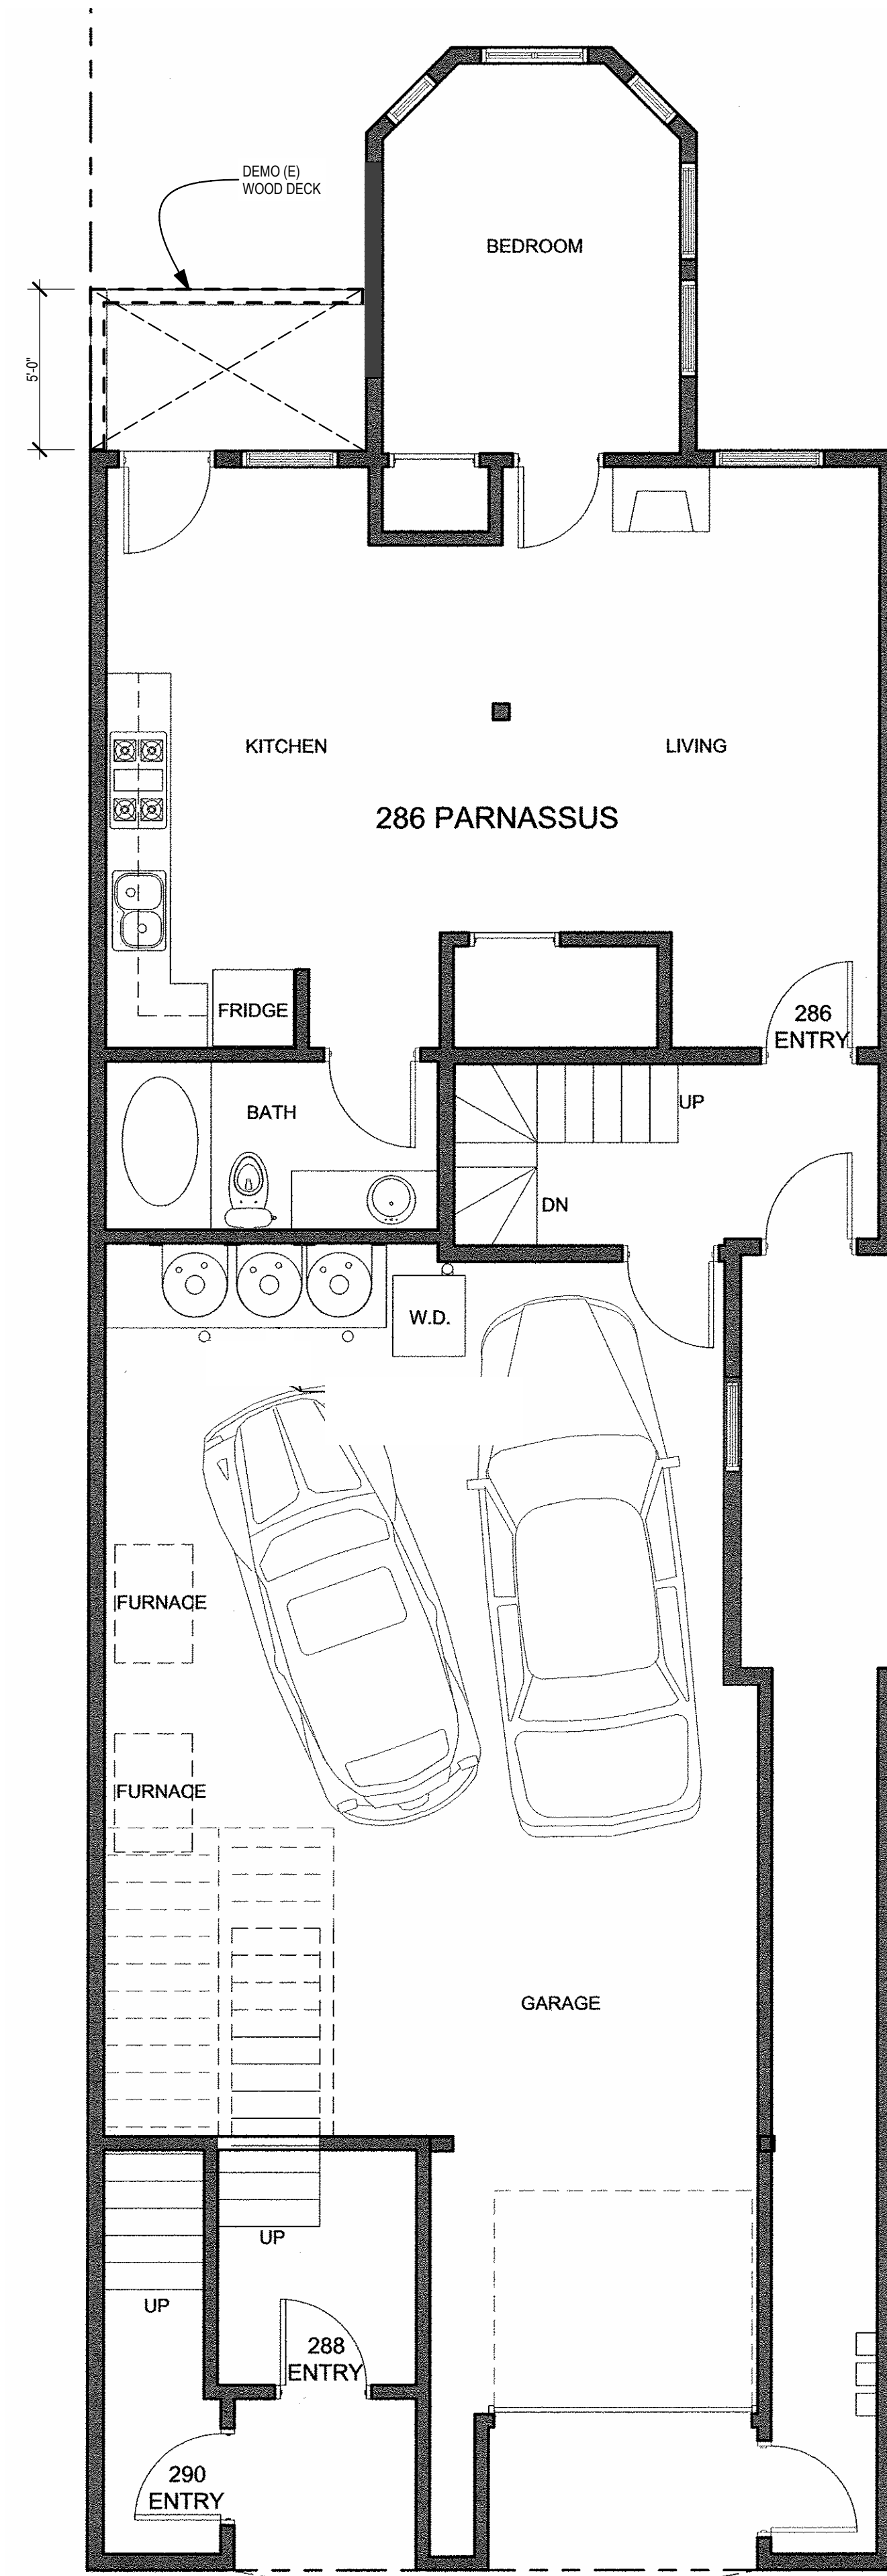 DEMO (E)
WOOD DECK
BEDROOM
5'-0"
KITCHEN
LIVING
286 PARNASSUS
FRIDGE
286
ENTRY
BATH
UP
DN
W.D.
FURNACE
FURNACE
GARAGE
UP
UP
288
ENTRY
290
ENTRY